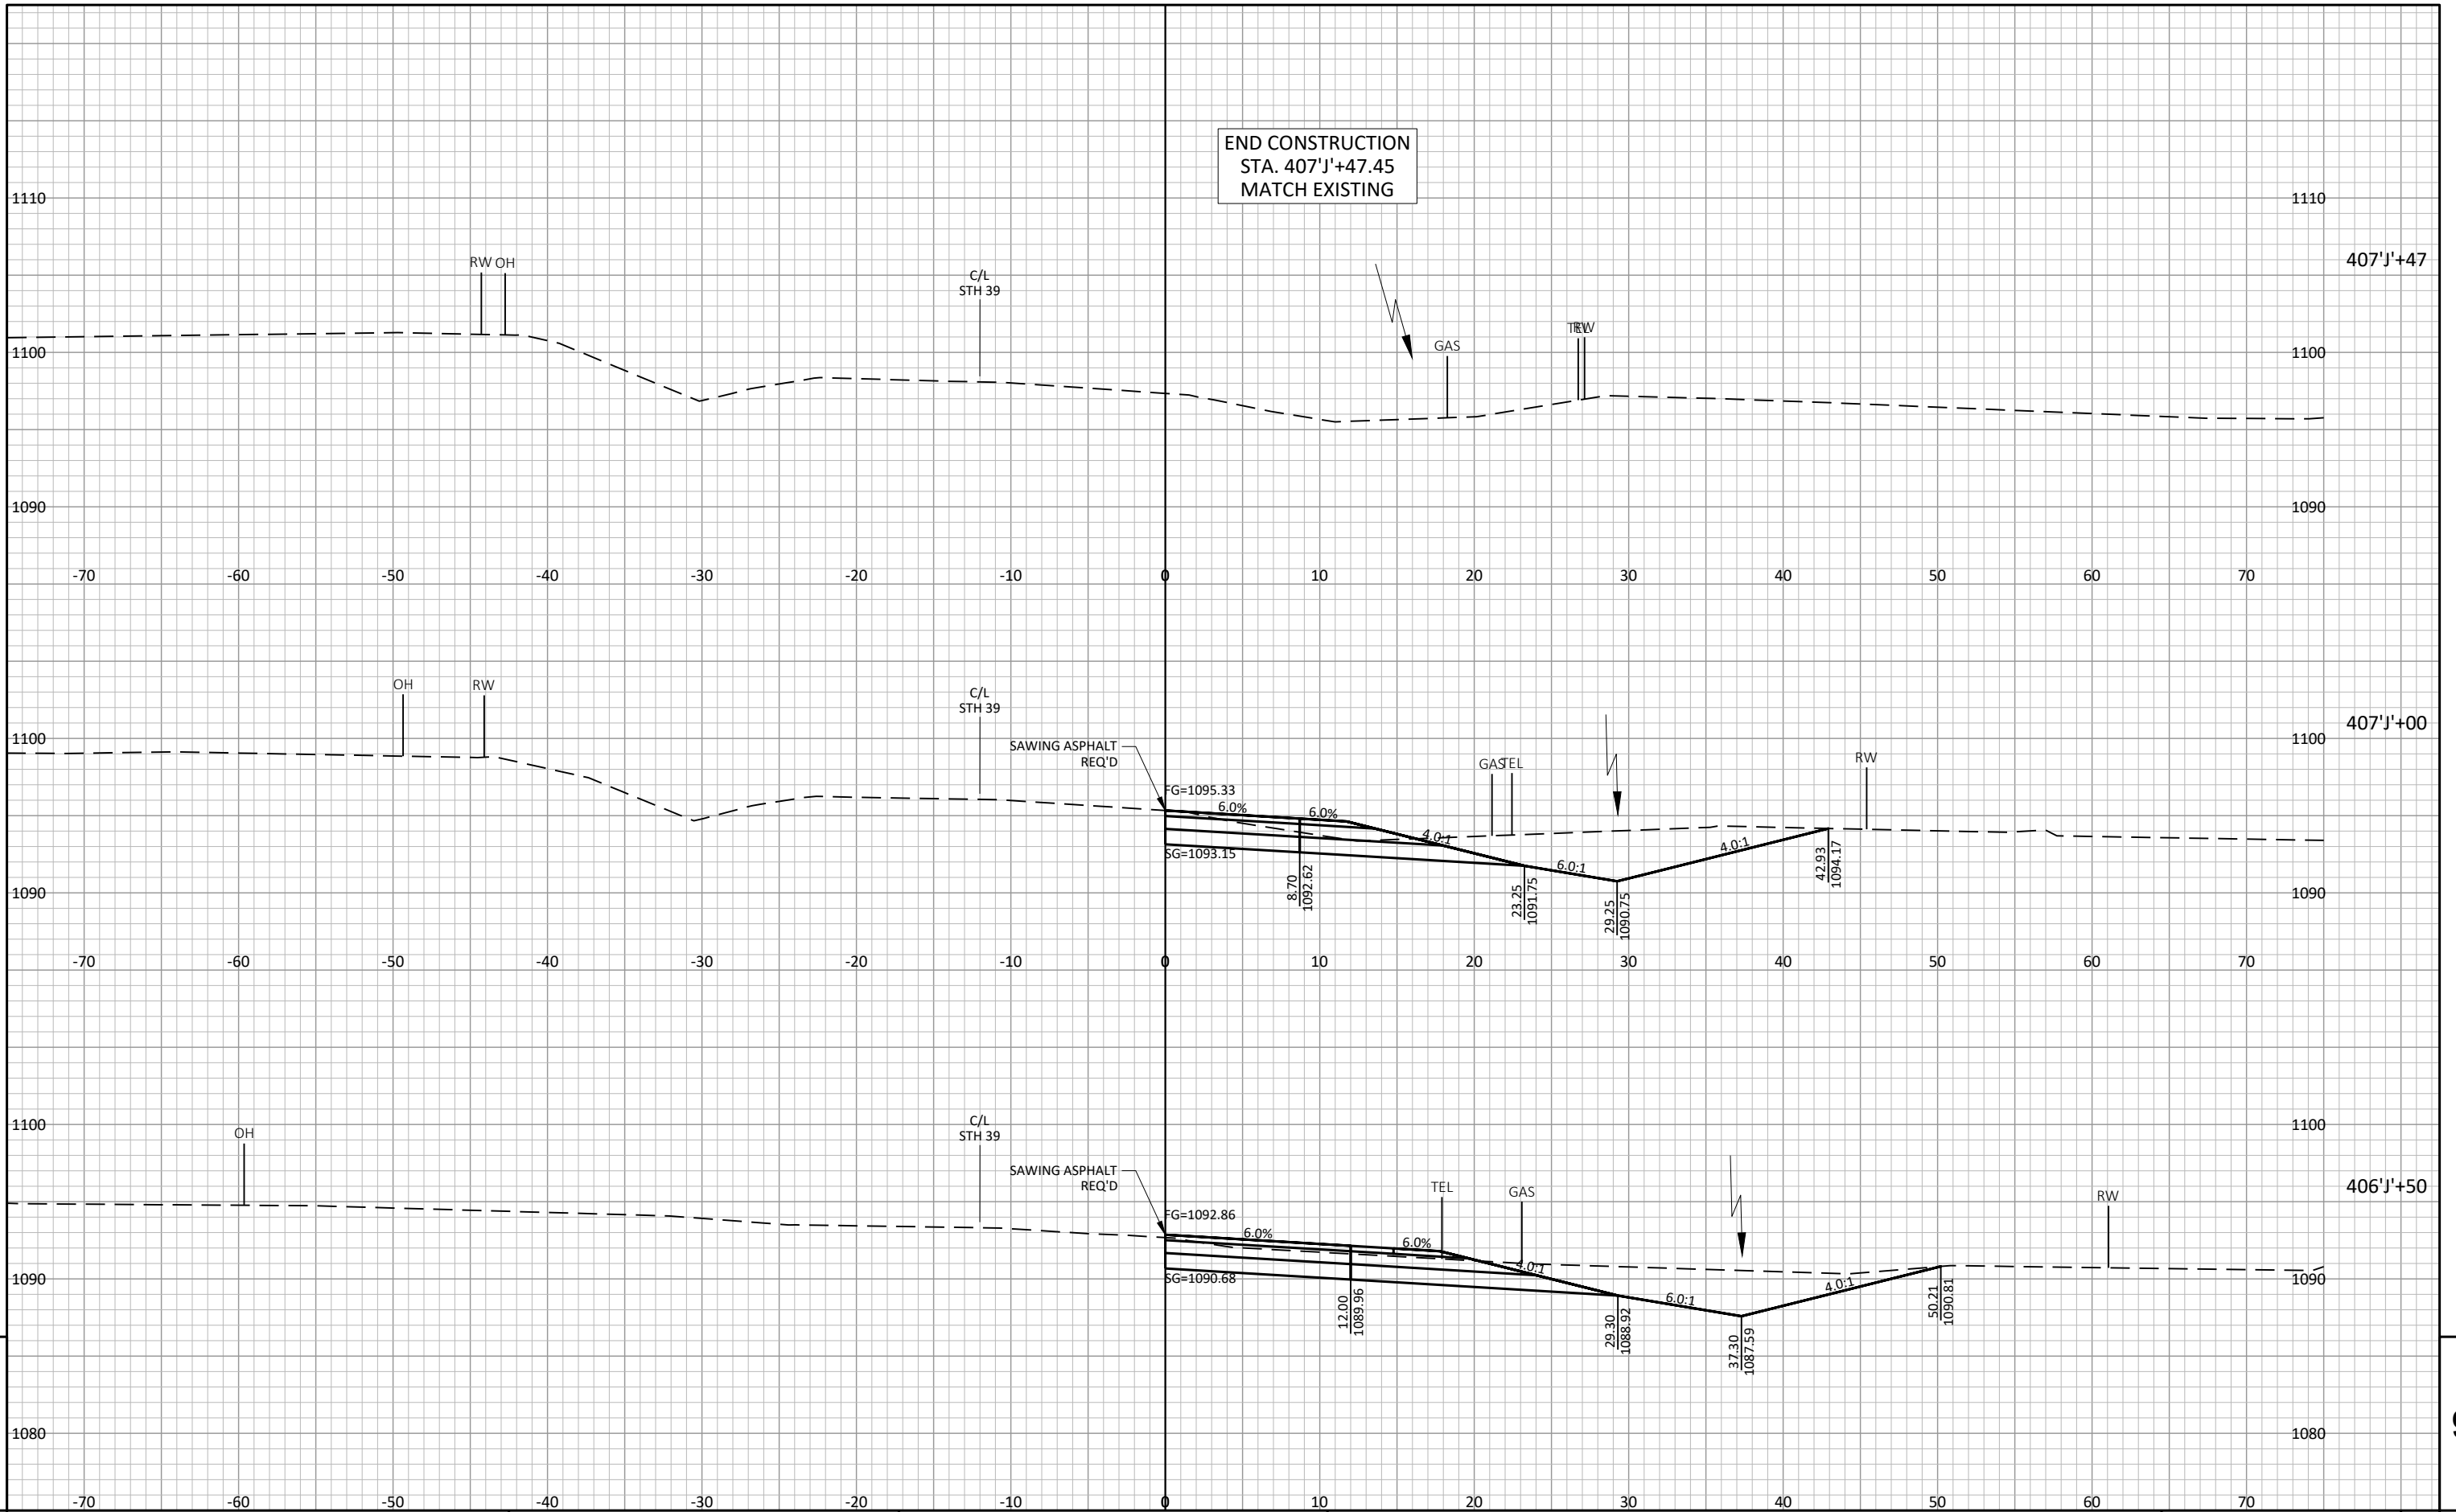 END CONSTRUCTION
STA. 407'J'+47.45
MATCH EXISTING
1110 1110
407'J'+47
RW OH
C/L
STH 39
GAS
TEL
RW
1100 1100
1090 1090
-70 -60 -50 -40 -30 -20 -10 0 10 20 30 40 50 60 70
407'J'+00
OH RW
C/L
STH 39
1100 1100
SAWING ASPHALT
REQ'D
GAS TEL
RW
FG=1095.33
6.0% 6.0%
4.0:1
SG=1093.15
6.0:1
4.0:1
8.70
1092.62
23.25
1091.75
29.25
1090.75
42.93
1094.17
1090 1090
-70 -60 -50 -40 -30 -20 -10 0 10 20 30 40 50 60 70
1100 1100
OH
C/L
STH 39
SAWING ASPHALT
REQ'D
TEL GAS
RW
406'J'+50
FG=1092.86
6.0% 6.0%
4.0:1
SG=1090.68
6.0:1
4.0:1
12.00
1089.96
29.30
1088.92
37.30
1087.59
50.21
1090.81
1090 1090
1080 1080
-70 -60 -50 -40 -30 -20 -10 0 10 20 30 40 50 60 70